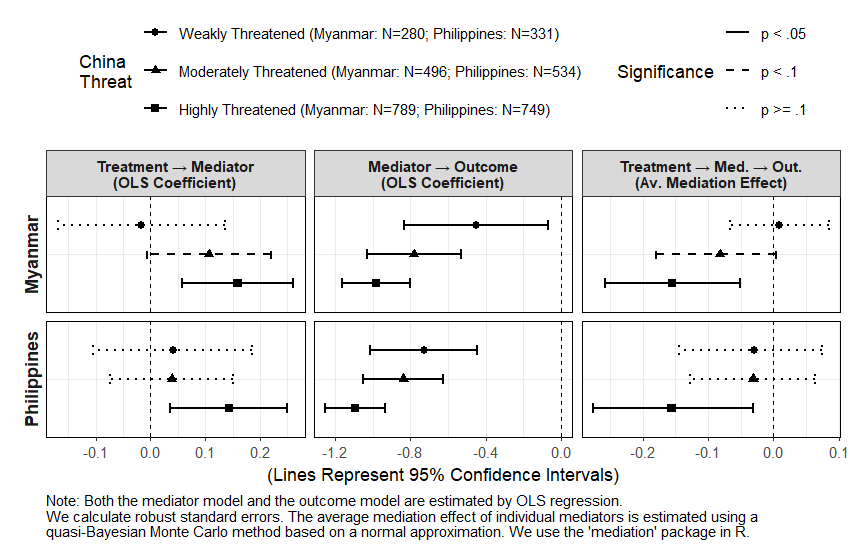 China
Threat
Weakly Threatened (Myanmar: N=280; Philippines: N=331)
Moderately Threatened (Myanmar: N=496; Philippines: N=534)
Highly Threatened (Myanmar: N=789; Philippines: N=749)
Significance
p < .05
p < .1
p >= .1
Treatment → Mediator
(OLS Coefficient)
Mediator → Outcome
(OLS Coefficient)
Treatment → Med. → Out.
(Av. Mediation Effect)
Myanmar
Philippines
-0.1 0.0 0.1 0.2
-1.2 -0.8 -0.4 0.0
-0.2 -0.1 0.0 0.1
(Lines Represent 95% Confidence Intervals)
Note: Both the mediator model and the outcome model are estimated by OLS regression.
We calculate robust standard errors. The average mediation effect of individual mediators is estimated using a
quasi-Bayesian Monte Carlo method based on a normal approximation. We use the 'mediation' package in R.